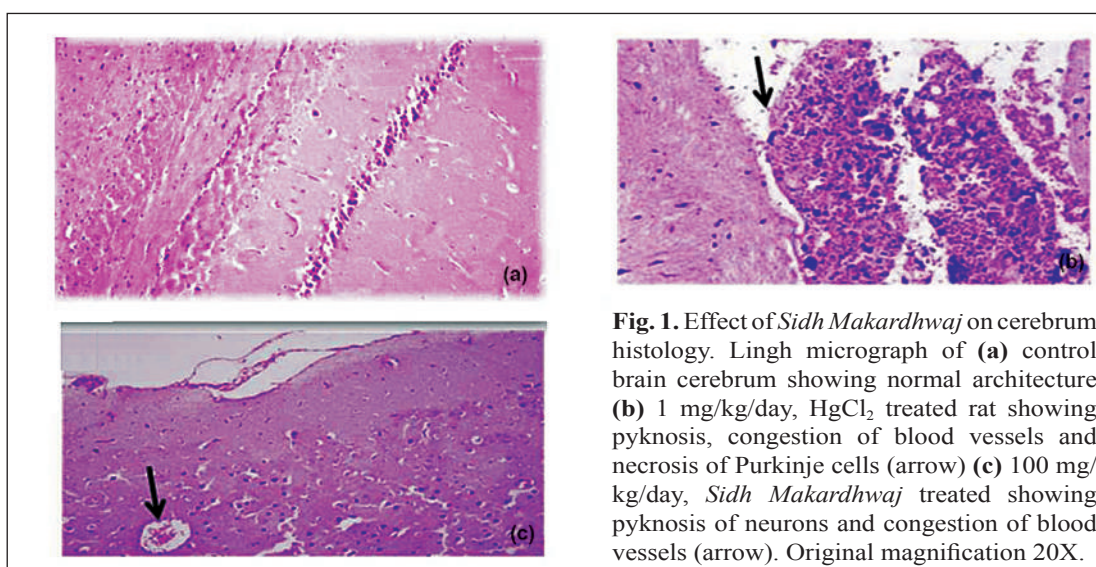 (a)
(b)
(c)
Fig. 1. Effect of Sidh Makardhwaj on cerebrum
histology. Lingh micrograph of (a) control
brain cerebrum showing normal architecture
(b) 1 mg/kg/day, HgCl₂ treated rat showing
pyknosis, congestion of blood vessels and
necrosis of Purkinje cells (arrow) (c) 100 mg/
kg/day, Sidh Makardhwaj treated showing
pyknosis of neurons and congestion of blood
vessels (arrow). Original magnification 20X.